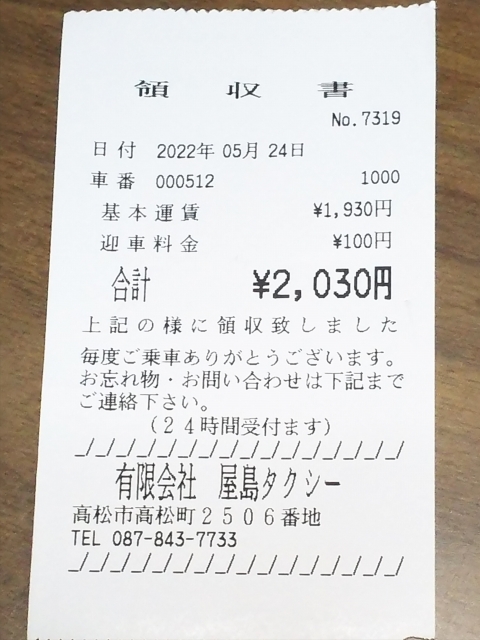 領収書
No.7319
日付 2022年 05月 24日
車番 000512 1000
基本運賃 ¥1,930円
迎車料金 ¥100円
合計 ¥2,030円
上記の様に領収致しました
毎度ご乗車ありがとうございます。
お忘れ物・お問い合わせは下記まで
ご連絡下さい。
(24時間受付ます)
_/_/_/_/_/_/_/_/_/_/_/_/_/_/_/_/
有限会社 屋島タクシー
高松市高松町2506番地
TEL 087-843-7733
_/_/_/_/_/_/_/_/_/_/_/_/_/_/_/_/